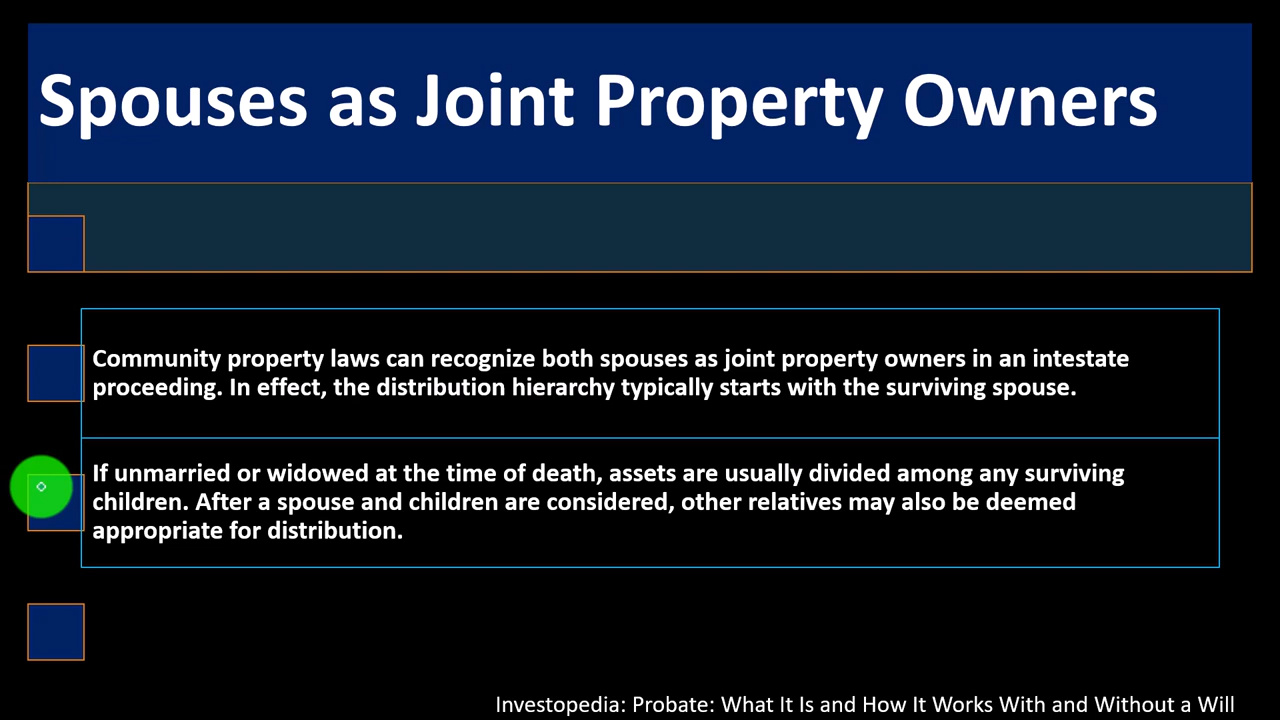 Spouses as Joint Property Owners
Community property laws can recognize both spouses as joint property owners in an intestate
proceeding. In effect, the distribution hierarchy typically starts with the surviving spouse.
If unmarried or widowed at the time of death, assets are usually divided among any surviving
children. After a spouse and children are considered, other relatives may also be deemed
appropriate for distribution.
Investopedia: Probate: What It Is and How It Works With and Without a Will